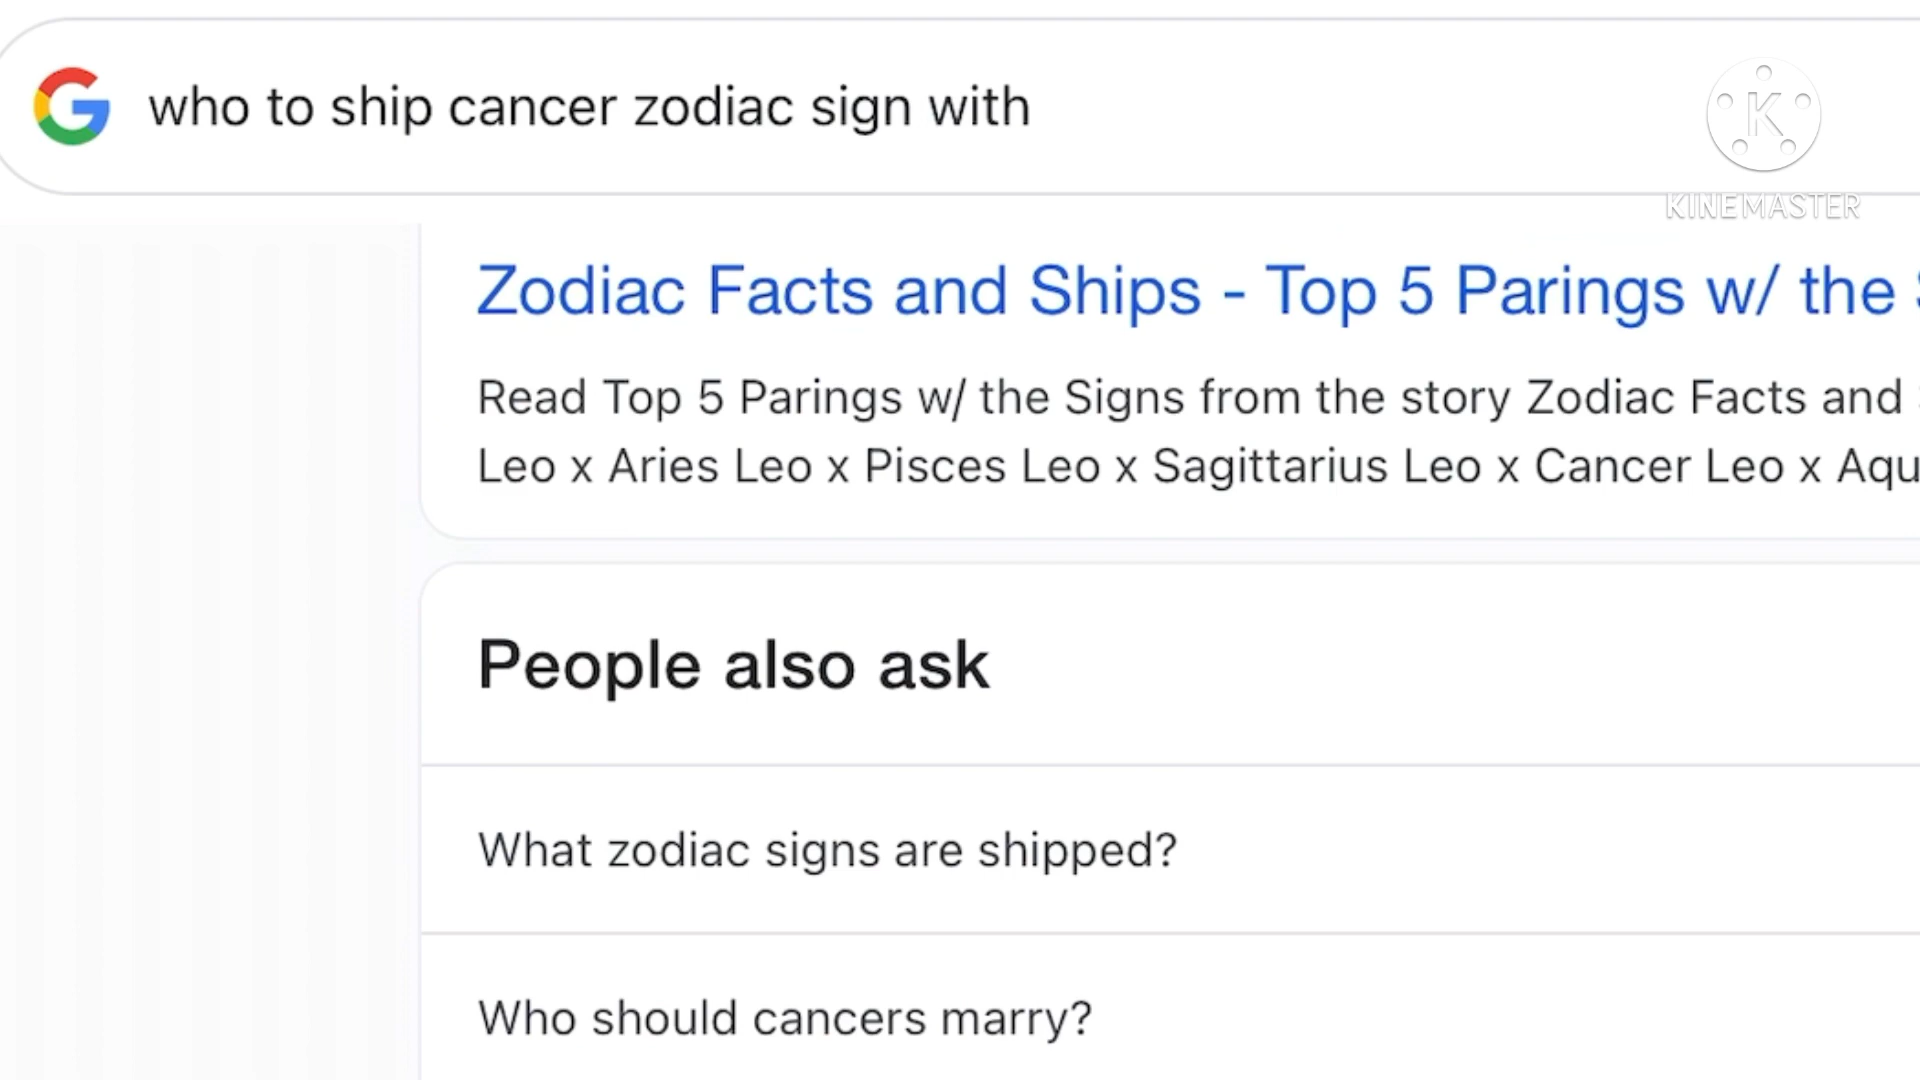 who to ship cancer zodiac sign with
K
KINEMASTER
Zodiac Facts and Ships - Top 5 Parings w/ the
Read Top 5 Parings w/ the Signs from the story Zodiac Facts and
Leo x Aries Leo x Pisces Leo x Sagittarius Leo x Cancer Leo x Aqu
People also ask
What zodiac signs are shipped?
Who should cancers marry?